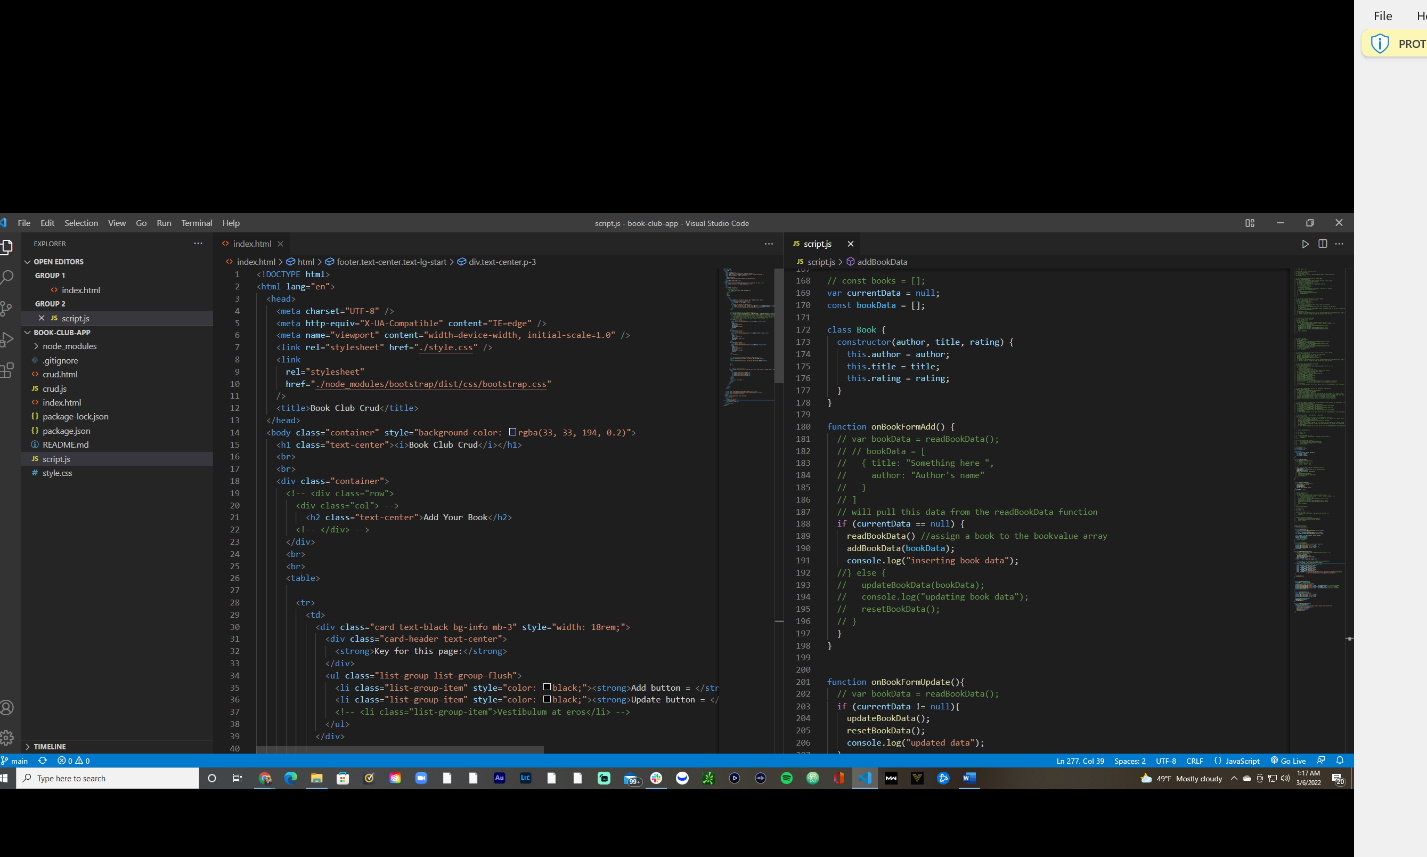 File Edit Selection View Go Run Terminal Help
script.js - book-club-app - Visual Studio Code
File
PROT
EXPLORER
OPEN EDITORS
GROUP 1
index.html
GROUP 2
script.js
BOOK-CLUB-APP
node_modules
.gitignore
crud.html
crud.js
index.html
package-lock.json
package.json
README.md
script.js
style.css
TIMELINE
index.html
index.html > html > footer.text-center.text-lg-start > div.text-center.p-3
1 <!DOCTYPE html>
2 <html lang="en">
3 <head>
4 <meta charset="UTF-8" />
5 <meta http-equiv="X-UA-Compatible" content="IE=edge" />
6 <meta name="viewport" content="width=device-width, initial-scale=1.0" />
7 <link rel="stylesheet" href="./style.css" />
8 <link
9 rel="stylesheet"
10 href="./node_modules/bootstrap/dist/css/bootstrap.css"
11 />
12 <title>Book Club Crud</title>
13 </head>
14 <body class="container" style="background-color: rgba(33, 33, 194, 0.2)">
15 <h1 class="text-center"><i>Book Club Crud</i></h1>
16 <br>
17 <br>
18 <div class="container">
19 <!-- <div class="row">
20 <div class="col"> -->
21 <h2 class="text-center">Add Your Book</h2>
22 <!-- </div> -->
23 </div>
24 <br>
25 <br>
26 <table>
27
28 <tr>
29 <td>
30 <div class="card text-black bg-info mb-3" style="width: 18rem;">
31 <div class="card-header text-center">
32 <strong>Key for this page:</strong>
33 </div>
34 <ul class="list-group list-group-flush">
35 <li class="list-group-item" style="color: black;"><strong>Add button = </str
36 <li class="list-group-item" style="color: black;"><strong>Update button = </
37 <!-- <li class="list-group-item">Vestibulum at eros</li> -->
38 </ul>
39 </div>
40
script.js
script.js > addBookData
167
168 // const books = [];
169 var currentData = null;
170 const bookData = [];
171
172 class Book {
173 constructor(author, title, rating) {
174 this.author = author;
175 this.title = title;
176 this.rating = rating;
177 }
178 }
179
180 function onBookFormAdd() {
181 // var bookData = readBookData();
182 // // bookData = [
183 // { title: "Something here ",
184 // author: "Author's name"
185 // }
186 // ]
187 // will pull this data from the readBookData function
188 if (currentData == null) {
189 readBookData() //assign a book to the bookvalue array
190 addBookData(bookData);
191 console.log("inserting book data");
192 //} else {
193 // updateBookData(bookData);
194 // console.log("updating book data");
195 // resetBookData();
196 // }
197 }
198 }
199
200
201 function onBookFormUpdate(){
202 // var bookData = readBookData();
203 if (currentData != null){
204 updateBookData();
205 resetBookData();
206 console.log("updated data");
main 0 0
Ln 277, Col 39 Spaces: 2 UTF-8 CRLF JavaScript Go Live
Type here to search
99+
49°F Mostly cloudy
1:17 AM
3/6/2022
20